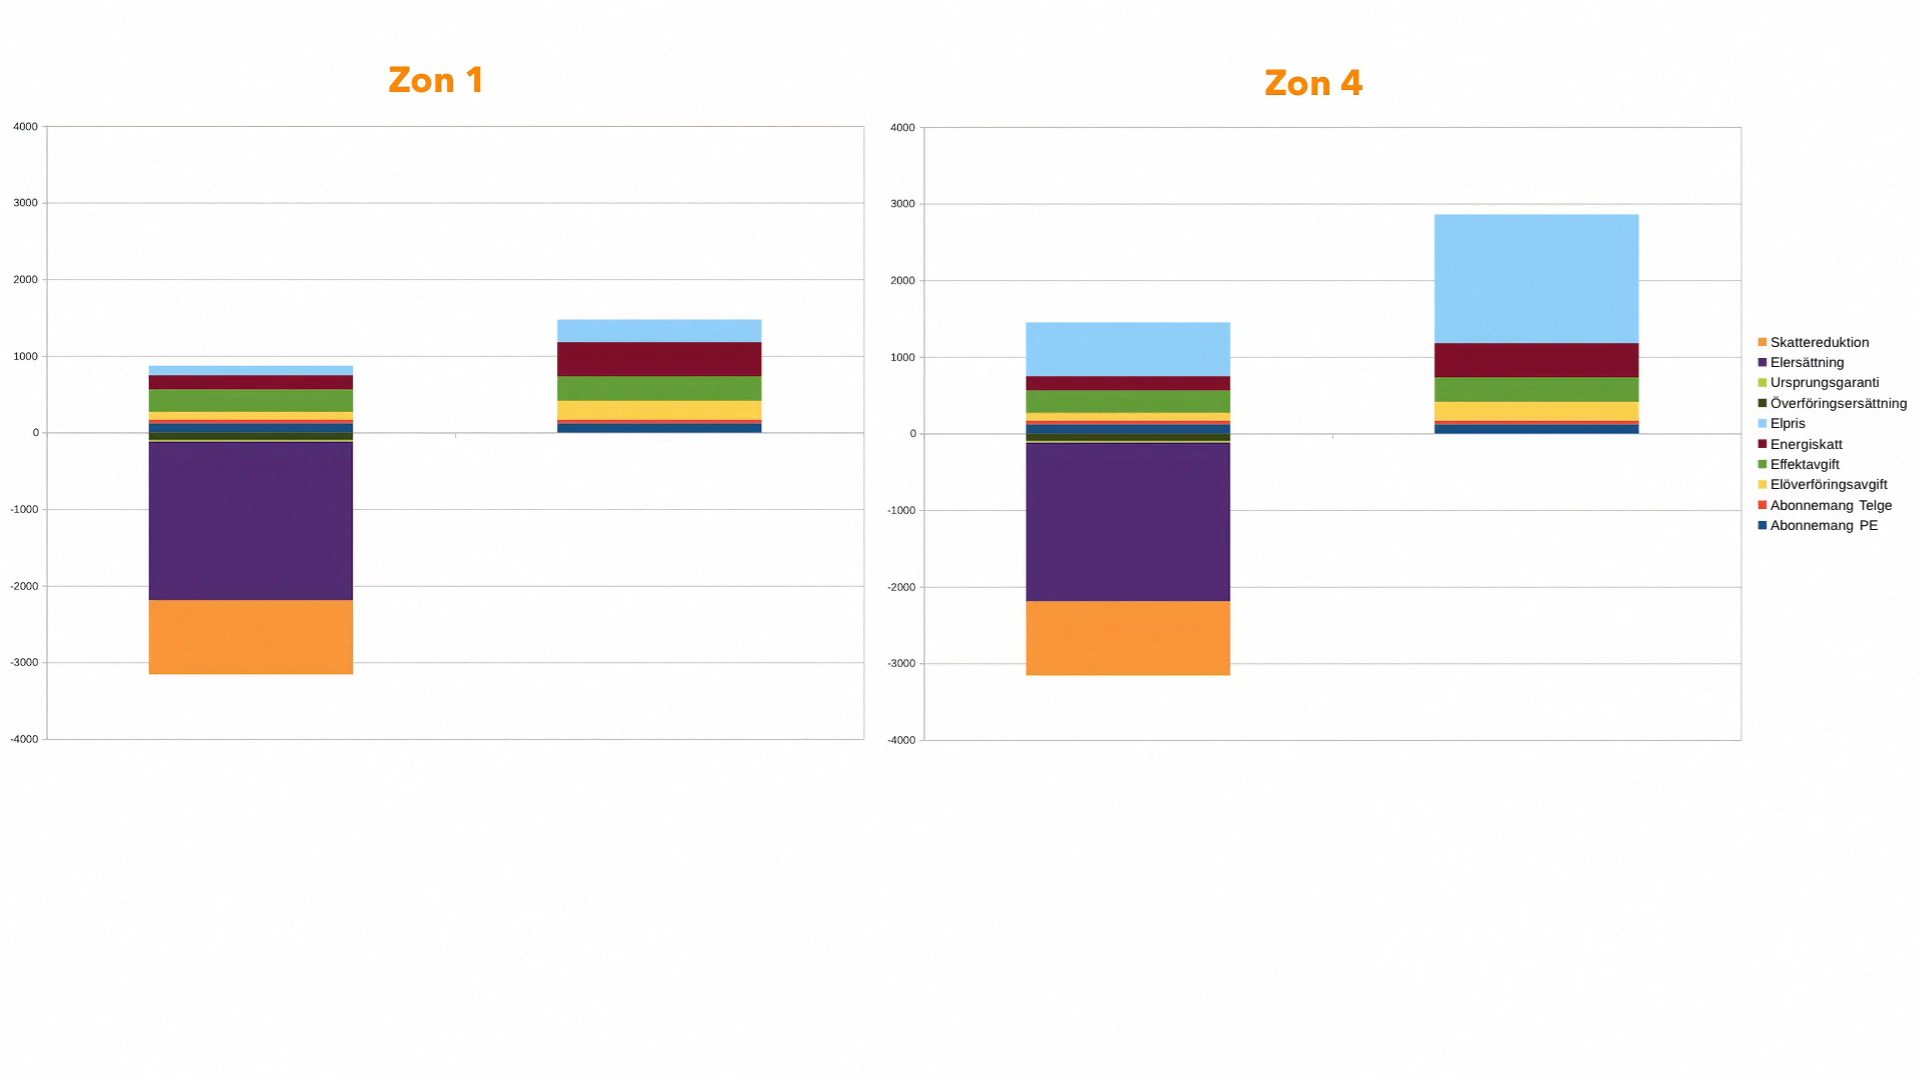 Zon 1
4000
3000
2000
1000
0
-1000
-2000
-3000
-4000
Zon 4
4000
3000
2000
1000
0
-1000
-2000
-3000
-4000
Skattereduktion
Elersättning
Ursprungsgaranti
Överföringsersättning
Elpris
Energiskatt
Effektavgift
Elöverföringsavgift
Abonnemang Telge
Abonnemang PE